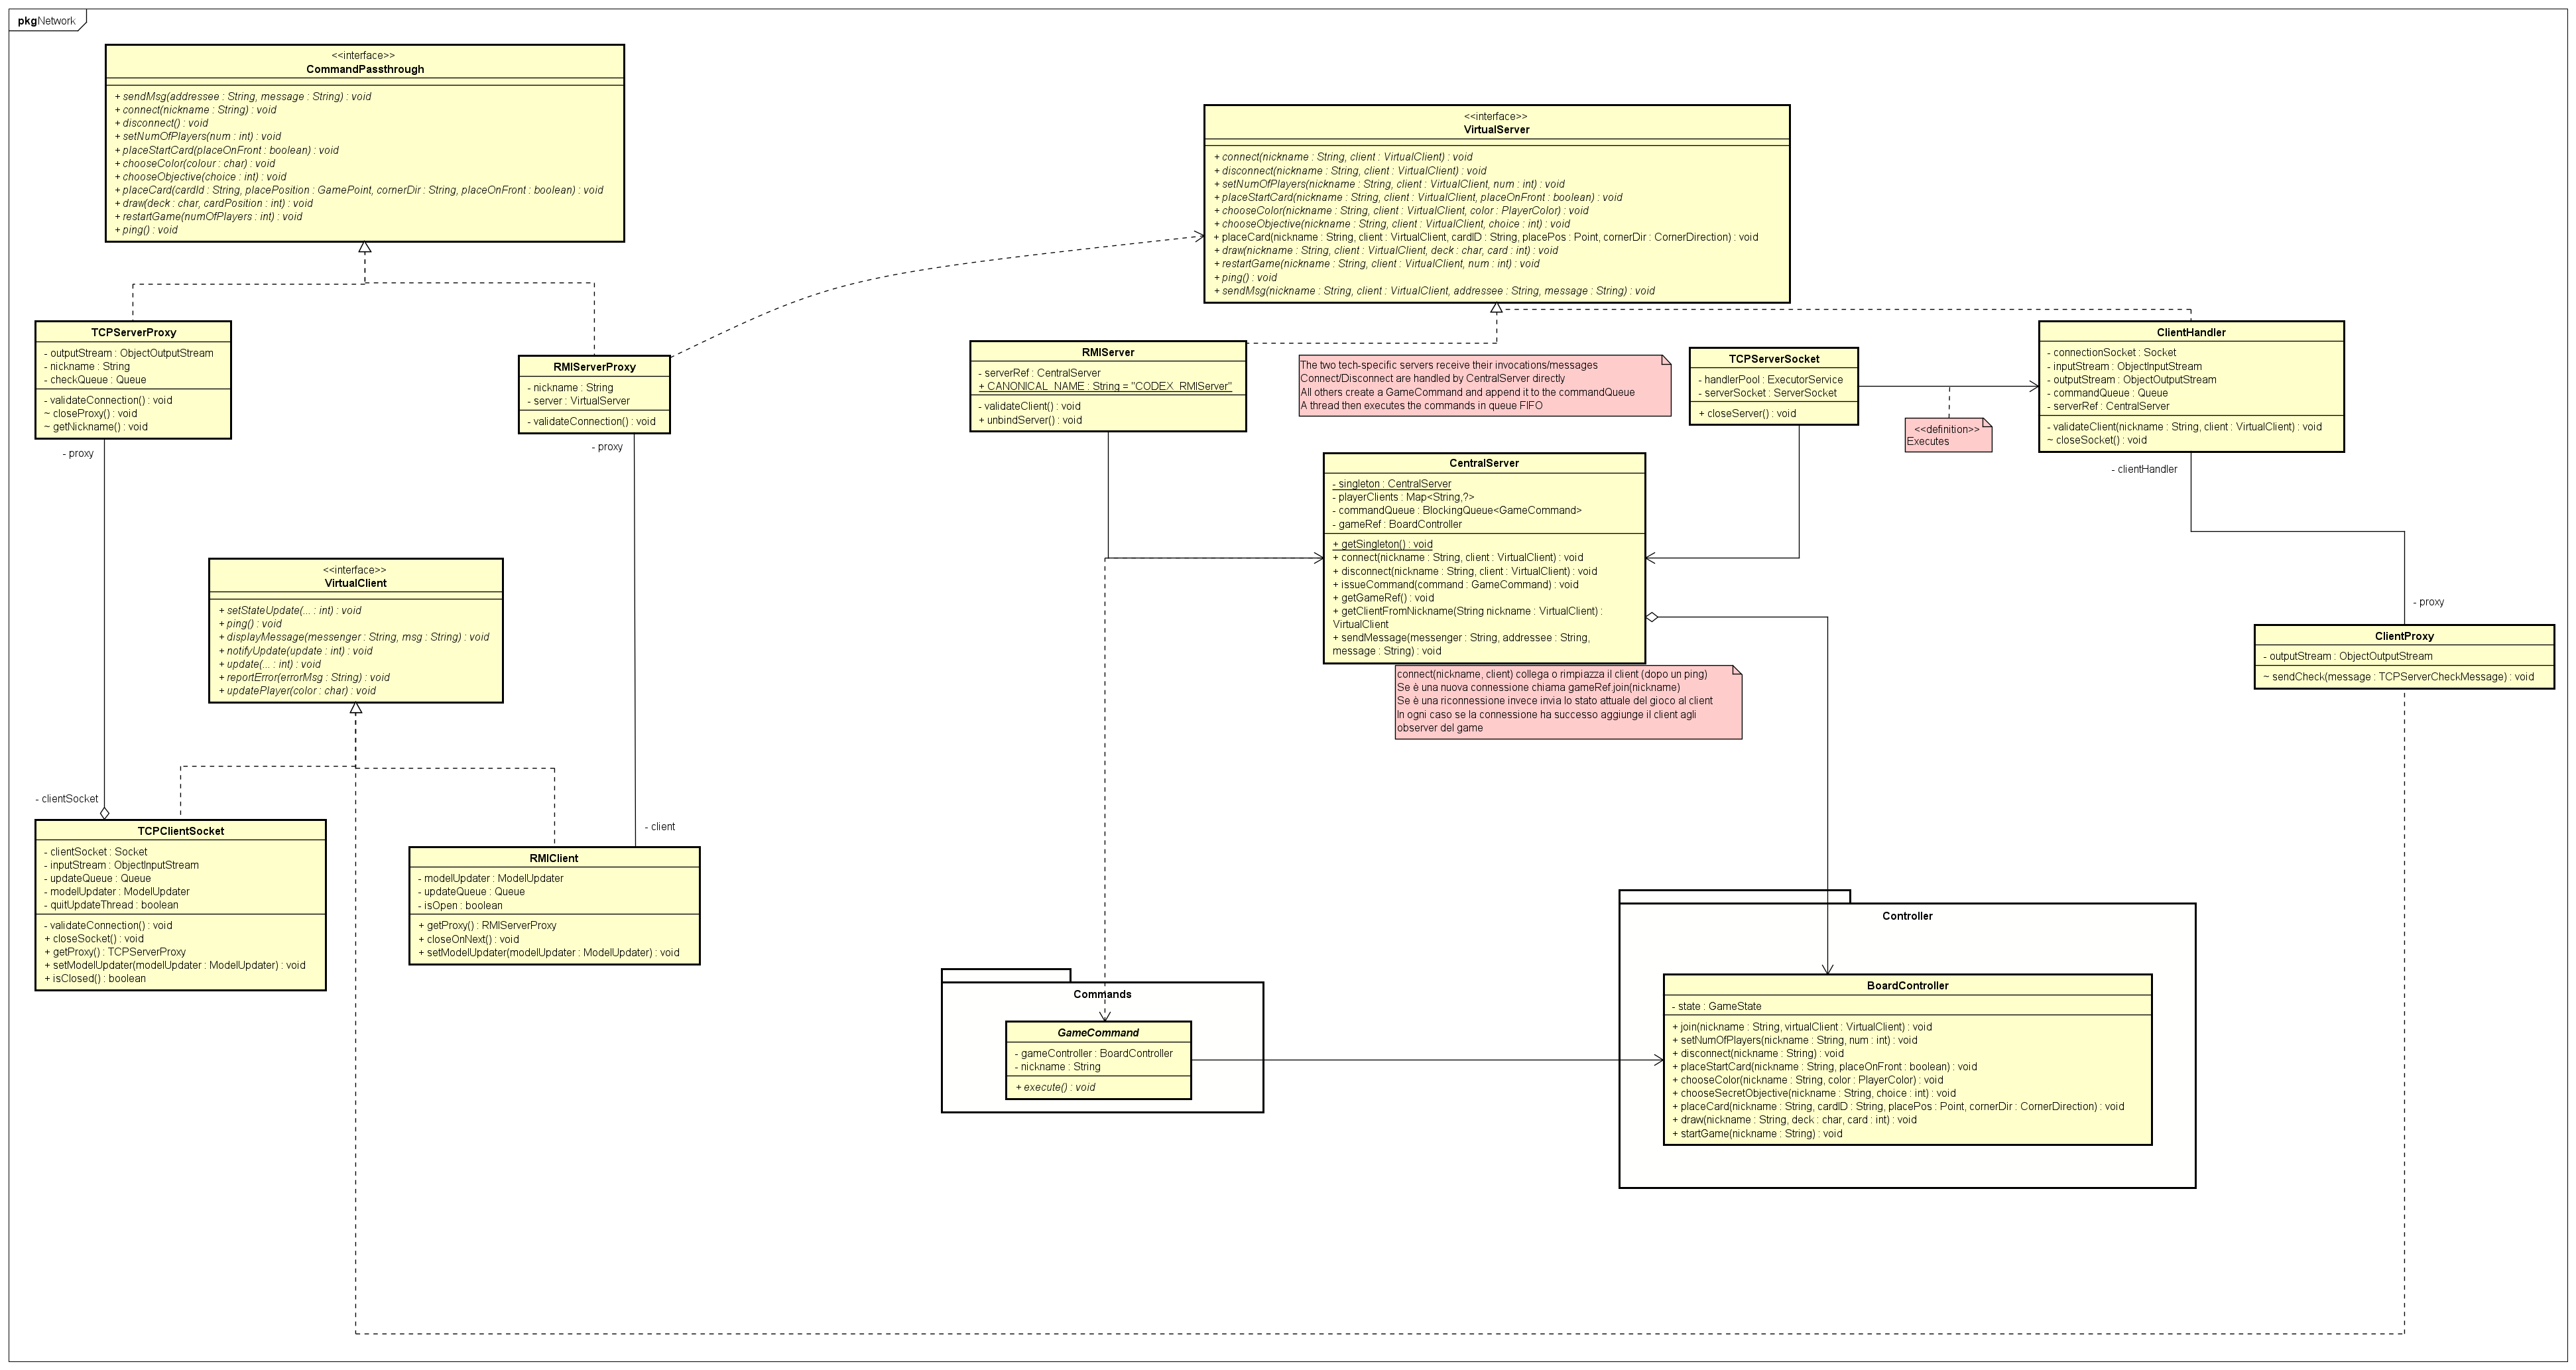 pkgNetwork
<<interface>>
CommandPassthrough
+ sendMsg(addressee : String, message : String) : void
+ connect(nickname : String) : void
+ disconnect() : void
+ setNumOfPlayers(num : int) : void
+ placeStartCard(placeOnFront : boolean) : void
+ chooseColor(colour : char) : void
+ chooseObjective(choice : int) : void
+ placeCard(cardId : String, placePosition : GamePoint, cornerDir : String, placeOnFront : boolean) : void
+ draw(deck : char, cardPosition : int) : void
+ restartGame(numOfPlayers : int) : void
+ ping() : void
<<interface>>
VirtualServer
+ connect(nickname : String, client : VirtualClient) : void
+ disconnect(nickname : String, client : VirtualClient) : void
+ setNumOfPlayers(nickname : String, client : VirtualClient, num : int) : void
+ placeStartCard(nickname : String, client : VirtualClient, placeOnFront : boolean) : void
+ chooseColor(nickname : String, client : VirtualClient, color : PlayerColor) : void
+ chooseObjective(nickname : String, client : VirtualClient, choice : int) : void
+ placeCard(nickname : String, client : VirtualClient, cardID : String, placePos : Point, cornerDir : CornerDirection) : void
+ draw(nickname : String, client : VirtualClient, deck : char, card : int) : void
+ restartGame(nickname : String, client : VirtualClient, num : int) : void
+ ping() : void
+ sendMsg(nickname : String, client : VirtualClient, addressee : String, message : String) : void
TCPServerProxy
- outputStream : ObjectOutputStream
- nickname : String
- checkQueue : Queue
- validateConnection() : void
~ closeProxy() : void
~ getNickname() : void
- proxy
RMIServerProxy
- nickname : String
- server : VirtualServer
- validateConnection() : void
- proxy
RMIServer
- serverRef : CentralServer
+ CANONICAL_NAME : String = "CODEX_RMIServer"
- validateClient() : void
+ unbindServer() : void
The two tech-specific servers receive their invocations/messages
Connect/Disconnect are handled by CentralServer directly
All others create a GameCommand and append it to the commandQueue
A thread then executes the commands in queue FIFO
TCPServerSocket
- handlerPool : ExecutorService
- serverSocket : ServerSocket
+ closeServer() : void
<<definition>>
Executes
ClientHandler
- connectionSocket : Socket
- inputStream : ObjectInputStream
- outputStream : ObjectOutputStream
- commandQueue : Queue
- serverRef : CentralServer
- validateClient(nickname : String, client : VirtualClient) : void
~ closeSocket() : void
- clientHandler
CentralServer
- singleton : CentralServer
- playerClients : Map<String,?>
- commandQueue : BlockingQueue<GameCommand>
- gameRef : BoardController
+ getSingleton() : void
+ connect(nickname : String, client : VirtualClient) : void
+ disconnect(nickname : String, client : VirtualClient) : void
+ issueCommand(command : GameCommand) : void
+ getGameRef() : void
+ getClientFromNickname(String nickname : VirtualClient) :
VirtualClient
+ sendMessage(messenger : String, addressee : String,
message : String) : void
connect(nickname, client) collega o rimpiazza il client (dopo un ping)
Se è una nuova connessione chiama gameRef.join(nickname)
Se è una riconnessione invece invia lo stato attuale del gioco al client
In ogni caso se la connessione ha successo aggiunge il client agli
observer del game
- proxy
ClientProxy
- outputStream : ObjectOutputStream
~ sendCheck(message : TCPServerCheckMessage) : void
<<interface>>
VirtualClient
+ setStateUpdate(... : int) : void
+ ping() : void
+ displayMessage(messenger : String, msg : String) : void
+ notifyUpdate(update : int) : void
+ update(... : int) : void
+ reportError(errorMsg : String) : void
+ updatePlayer(color : char) : void
- clientSocket
TCPClientSocket
- clientSocket : Socket
- inputStream : ObjectInputStream
- updateQueue : Queue
- modelUpdater : ModelUpdater
- quitUpdateThread : boolean
- validateConnection() : void
+ closeSocket() : void
+ getProxy() : TCPServerProxy
+ setModelUpdater(modelUpdater : ModelUpdater) : void
+ isClosed() : boolean
- client
RMIClient
- modelUpdater : ModelUpdater
- updateQueue : Queue
- isOpen : boolean
+ getProxy() : RMIServerProxy
+ closeOnNext() : void
+ setModelUpdater(modelUpdater : ModelUpdater) : void
Commands
GameCommand
- gameController : BoardController
- nickname : String
+ execute() : void
Controller
BoardController
- state : GameState
+ join(nickname : String, virtualClient : VirtualClient) : void
+ setNumOfPlayers(nickname : String, num : int) : void
+ disconnect(nickname : String) : void
+ placeStartCard(nickname : String, placeOnFront : boolean) : void
+ chooseColor(nickname : String, color : PlayerColor) : void
+ chooseSecretObjective(nickname : String, choice : int) : void
+ placeCard(nickname : String, cardID : String, placePos : Point, cornerDir : CornerDirection) : void
+ draw(nickname : String, deck : char, card : int) : void
+ startGame(nickname : String) : void